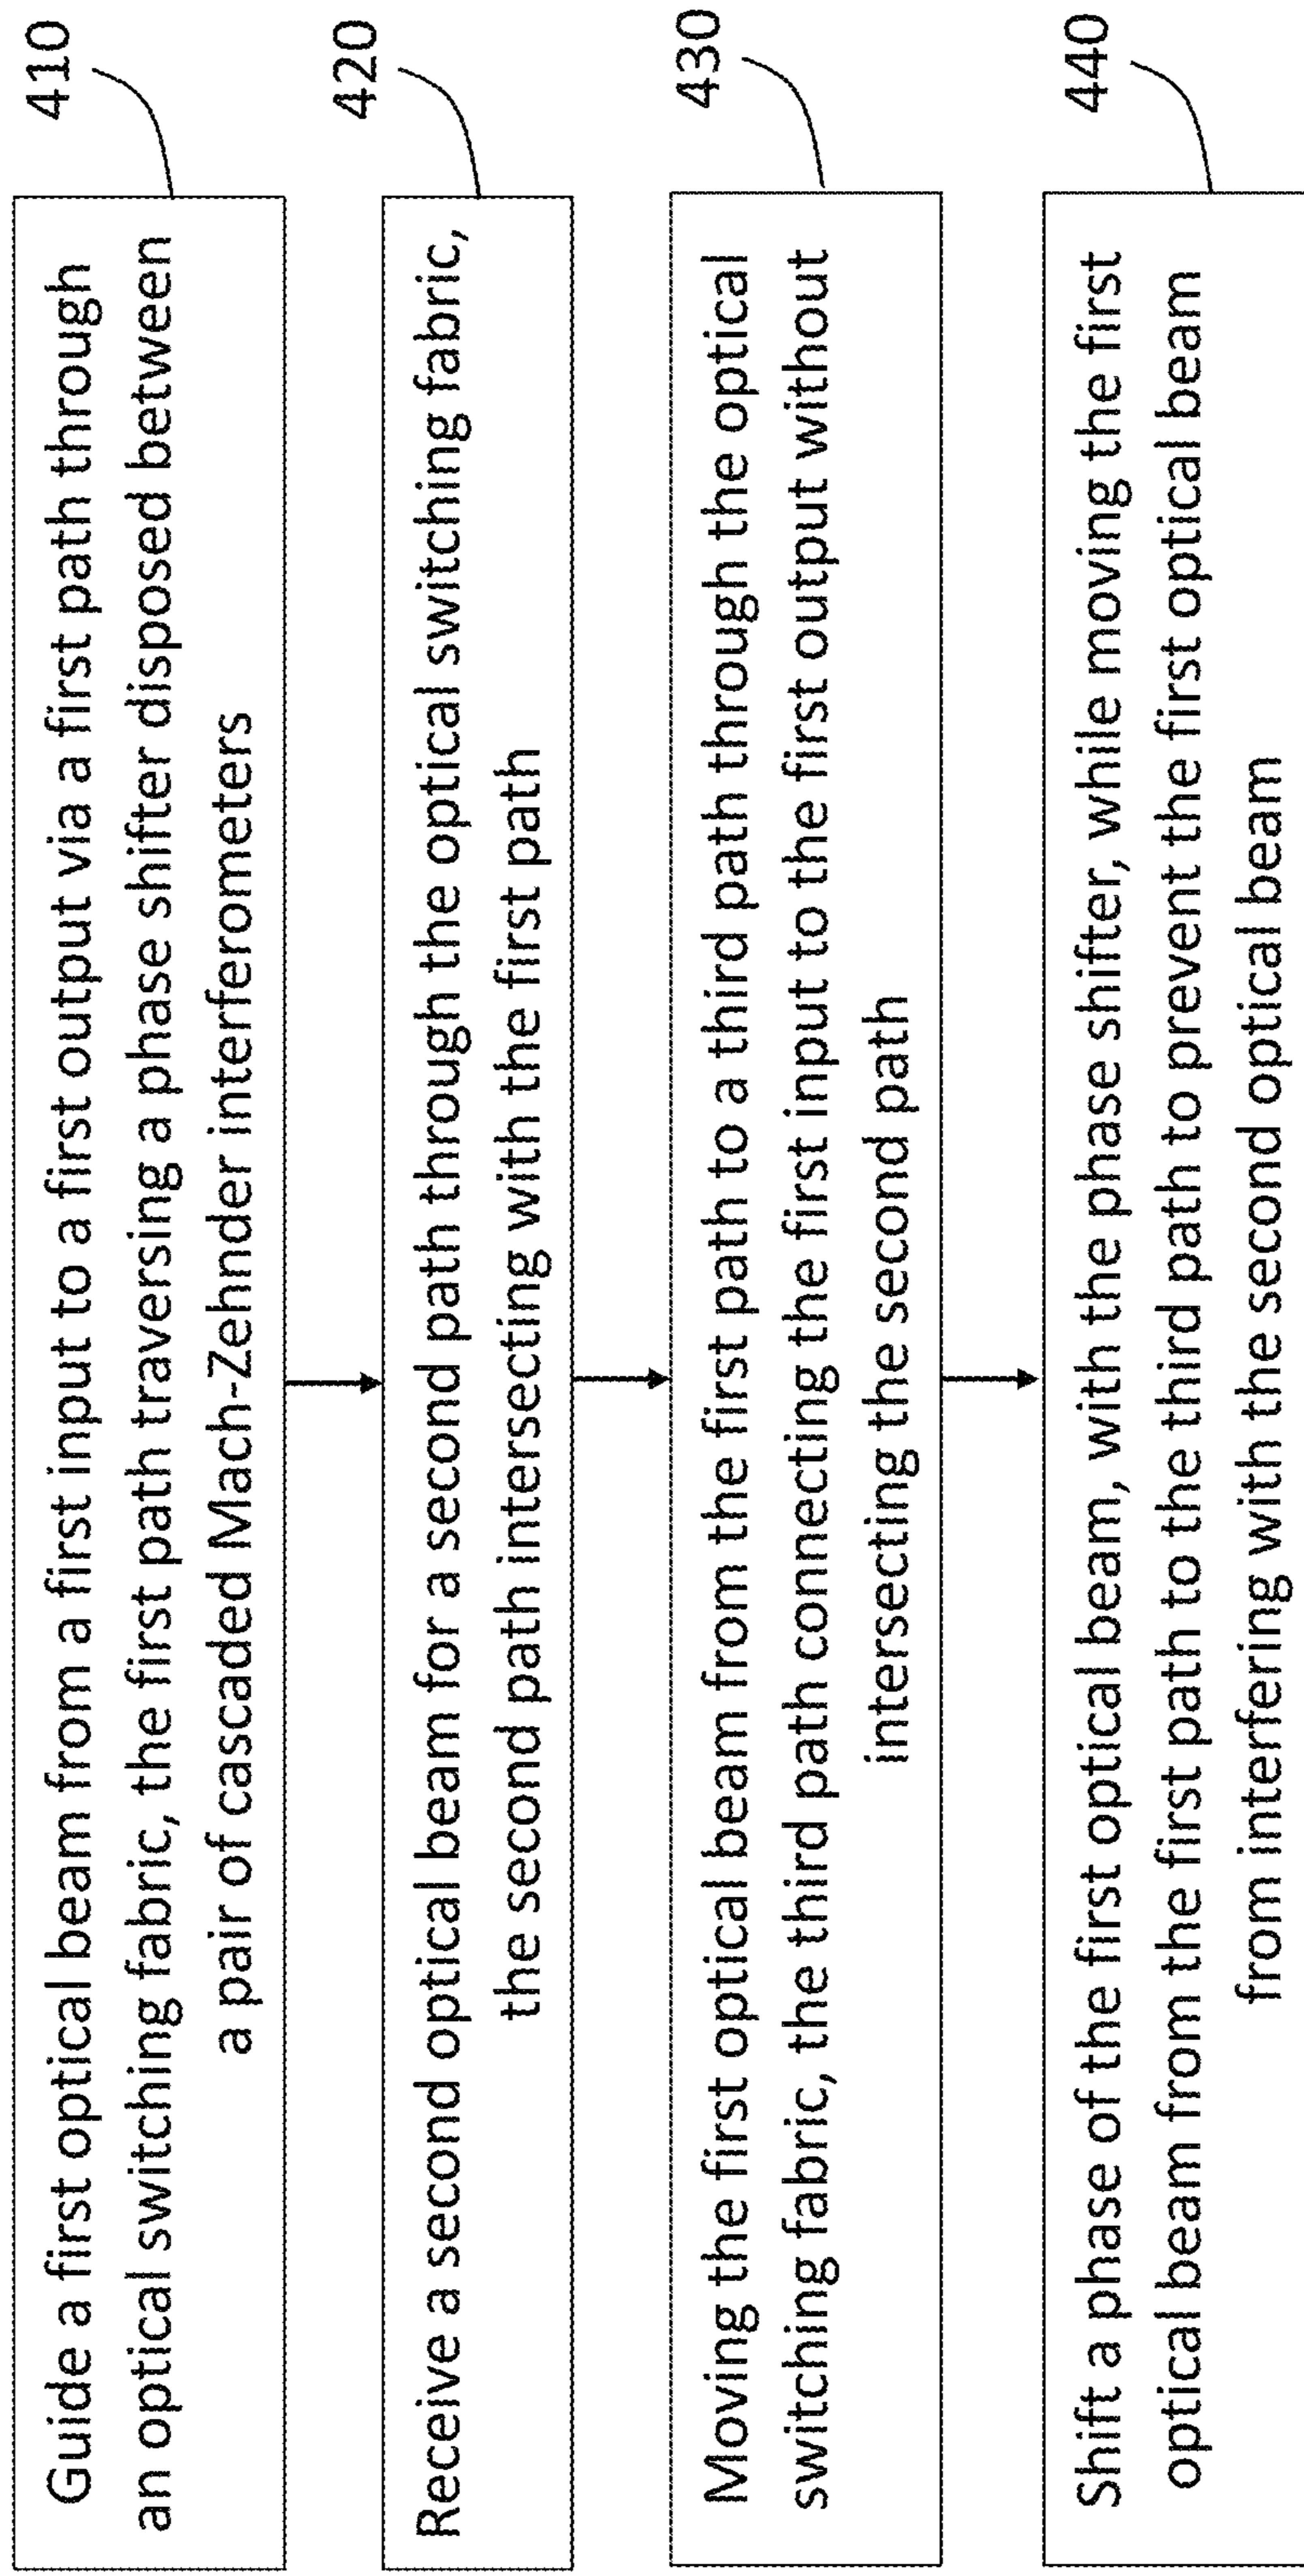 410
Guide a first optical beam from a first input to a first output via a first path through
an optical switching fabric, the first path traversing a phase shifter disposed between
a pair of cascaded Mach-Zehnder interferometers
420
Receive a second optical beam for a second path through the optical switching fabric,
the second path intersecting with the first path
430
Moving the first optical beam from the first path to a third path through the optical
switching fabric, the third path connecting the first input to the first output without
intersecting the second path
440
Shift a phase of the first optical beam, with the phase shifter, while moving the first
optical beam from the first path to the third path to prevent the first optical beam
from interfering with the second optical beam